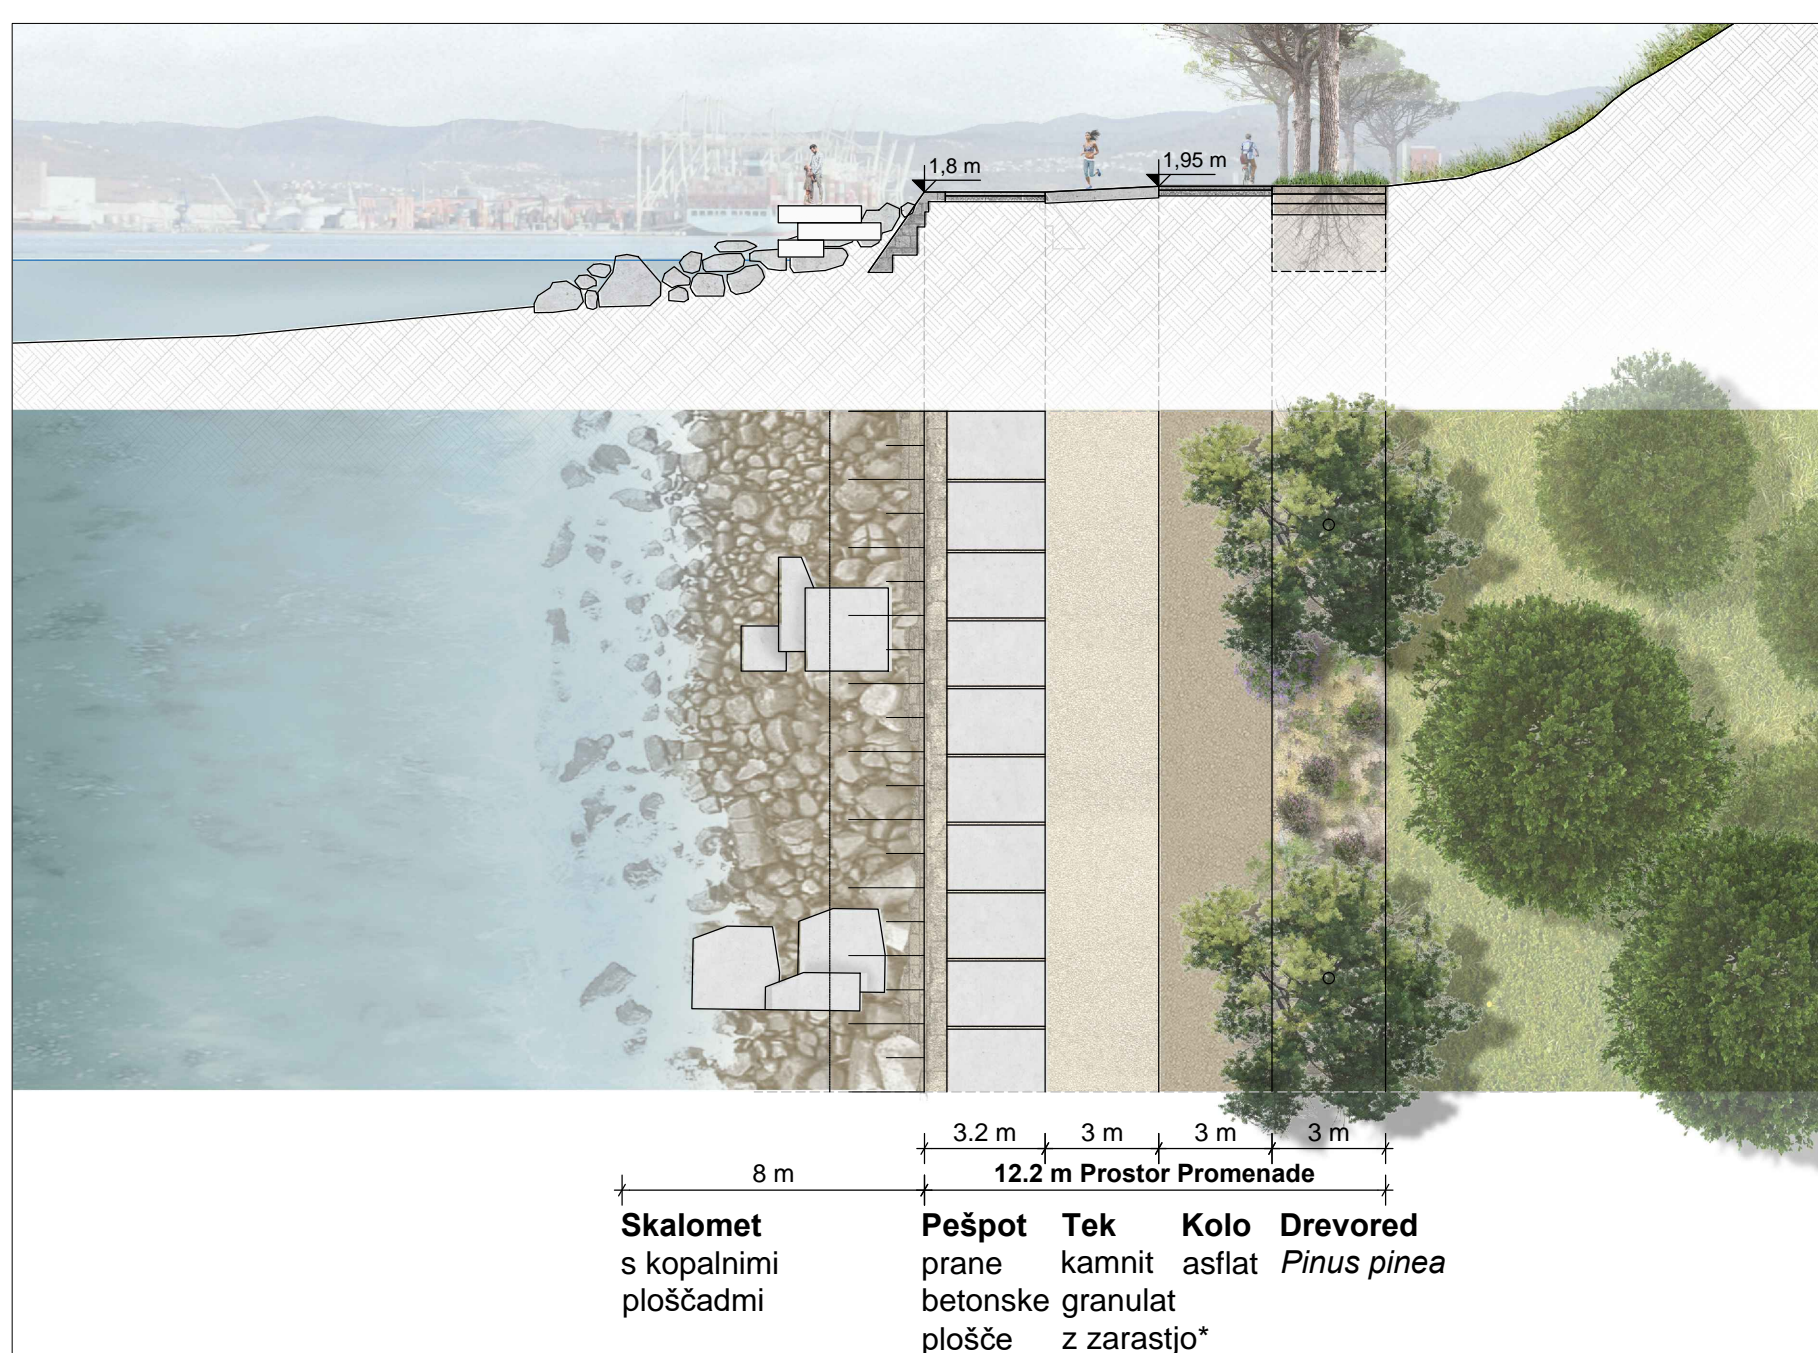 1,8 m
1,95 m
3.2 m
3 m
3 m
3 m
8 m
12.2 m Prostor Promenade
Skalomet
s kopalnimi
ploščadmi
Pešpot
prane
betonske
plošče
Tek
kamnit
granulat
z zarastjo*
Kolo
asflat
Drevored
Pinus pinea